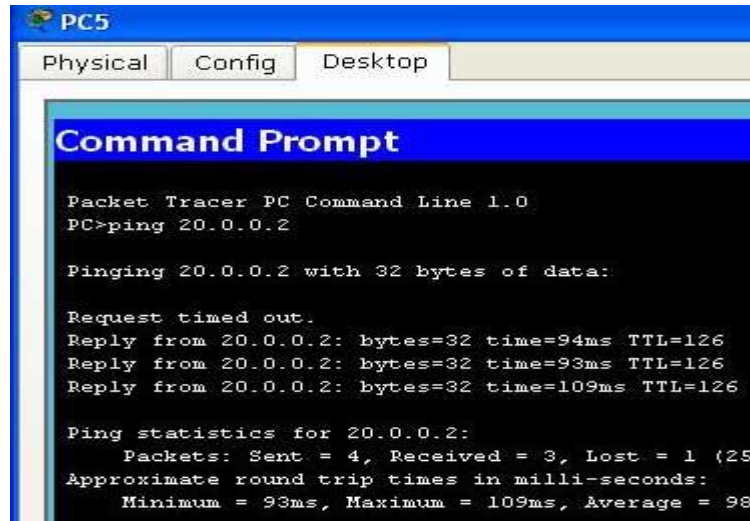 PC5
Physical Config Desktop
Command Prompt
Packet Tracer PC Command Line 1.0
PC>ping 20.0.0.2
Pinging 20.0.0.2 with 32 bytes of data:
Request timed out.
Reply from 20.0.0.2: bytes=32 time=94ms TTL=126
Reply from 20.0.0.2: bytes=32 time=93ms TTL=126
Reply from 20.0.0.2: bytes=32 time=109ms TTL=126
Ping statistics for 20.0.0.2:
Packets: Sent = 4, Received = 3, Lost = 1 (25
Approximate round trip times in milli-seconds:
Minimum = 93ms, Maximum = 109ms, Average = 98